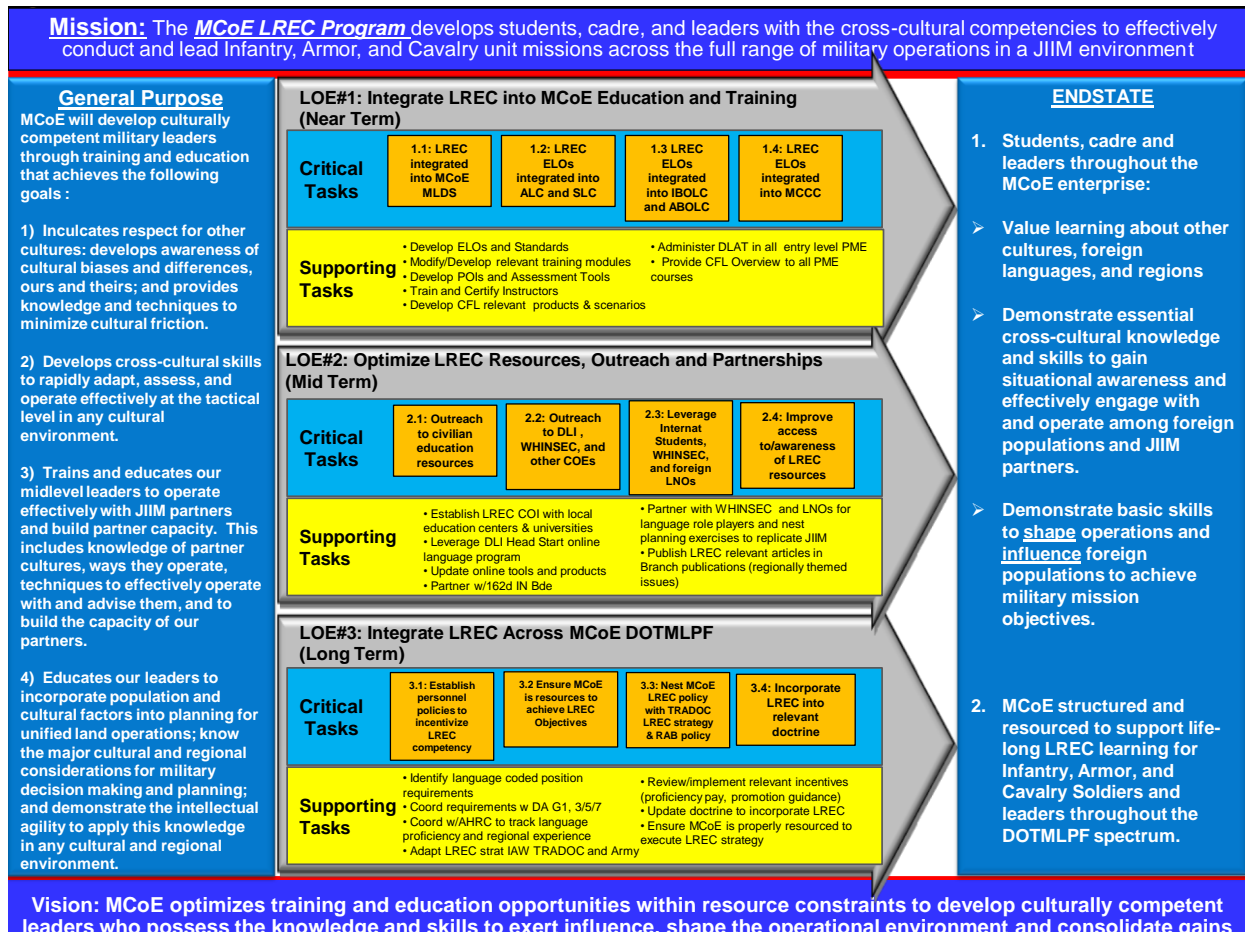 Mission: The MCoE LREC Program develops students, cadre, and leaders with the cross-cultural competencies to effectively
conduct and lead Infantry, Armor, and Cavalry unit missions across the full range of military operations in a JIIM environment
General Purpose
MCoE will develop culturally
competent military leaders
through training and education
that achieves the following
goals :
1) Inculcates respect for other
cultures: develops awareness of
cultural biases and differences,
ours and theirs; and provides
knowledge and techniques to
minimize cultural friction.
2) Develops cross-cultural skills
to rapidly adapt, assess, and
operate effectively at the tactical
level in any cultural
environment.
3) Trains and educates our
midlevel leaders to operate
effectively with JIIM partners
and build partner capacity. This
includes knowledge of partner
cultures, ways they operate,
techniques to effectively operate
with and advise them, and to
build the capacity of our
partners.
4) Educates our leaders to
incorporate population and
cultural factors into planning for
unified land operations; know
the major cultural and regional
considerations for military
decision making and planning;
and demonstrate the intellectual
agility to apply this knowledge
in any cultural and regional
environment.
LOE#1: Integrate LREC into MCoE Education and Training
(Near Term)
Critical
Tasks
1.1: LREC
integrated
into MCoE
MLDS
1.2: LREC
ELOs
integrated into
ALC and SLC
1.3 LREC
ELOs
integrated
into IBOLC
and ABOLC
1.4: LREC
ELOs
integrated
into MCCC
Supporting
Tasks
• Develop ELOs and Standards
• Modify/Develop relevant training modules
• Develop POIs and Assessment Tools
• Train and Certify Instructors
• Develop CFL relevant products & scenarios
• Administer DLAT in all entry level PME
• Provide CFL Overview to all PME
courses
LOE#2: Optimize LREC Resources, Outreach and Partnerships
(Mid Term)
Critical
Tasks
2.1: Outreach
to civilian
education
resources
2.2: Outreach
to DLI ,
WHINSEC, and
other COEs
2.3: Leverage
Internat
Students,
WHINSEC,
and foreign
LNOs
2.4: Improve
access
to/awareness
of LREC
resources
Supporting
Tasks
• Establish LREC COI with local
education centers & universities
• Leverage DLI Head Start online
language program
• Update online tools and products
• Partner w/162d IN Bde
• Partner with WHINSEC and LNOs for
language role players and nest
planning exercises to replicate JIIM
• Publish LREC relevant articles in
Branch publications (regionally themed
issues)
LOE#3: Integrate LREC Across MCoE DOTMLPF
(Long Term)
Critical
Tasks
3.1: Establish
personnel
policies to
incentivize
LREC
competency
3.2 Ensure MCoE
is resources to
achieve LREC
Objectives
3.3: Nest MCoE
LREC policy
with TRADOC
LREC strategy
& RAB policy
3.4: Incorporate
LREC into
relevant
doctrine
Supporting
Tasks
• Identify language coded position
requirements
• Coord requirements w DA G1, 3/5/7
• Coord w/AHRC to track language
proficiency and regional experience
• Adapt LREC strat IAW TRADOC and Army
• Review/implement relevant incentives
(proficiency pay, promotion guidance)
• Update doctrine to incorporate LREC
• Ensure MCoE is properly resourced to
execute LREC strategy
ENDSTATE
1. Students, cadre and
leaders throughout the
MCoE enterprise:
➢ Value learning about other
cultures, foreign
languages, and regions
➢ Demonstrate essential
cross-cultural knowledge
and skills to gain
situational awareness and
effectively engage with
and operate among foreign
populations and JIIM
partners.
➢ Demonstrate basic skills
to shape operations and
influence foreign
populations to achieve
military mission
objectives.
2. MCoE structured and
resourced to support life-
long LREC learning for
Infantry, Armor, and
Cavalry Soldiers and
leaders throughout the
DOTMLPF spectrum.
Vision: MCoE optimizes training and education opportunities within resource constraints to develop culturally competent
leaders who possess the knowledge and skills to exert influence, shape the operational environment and consolidate gains